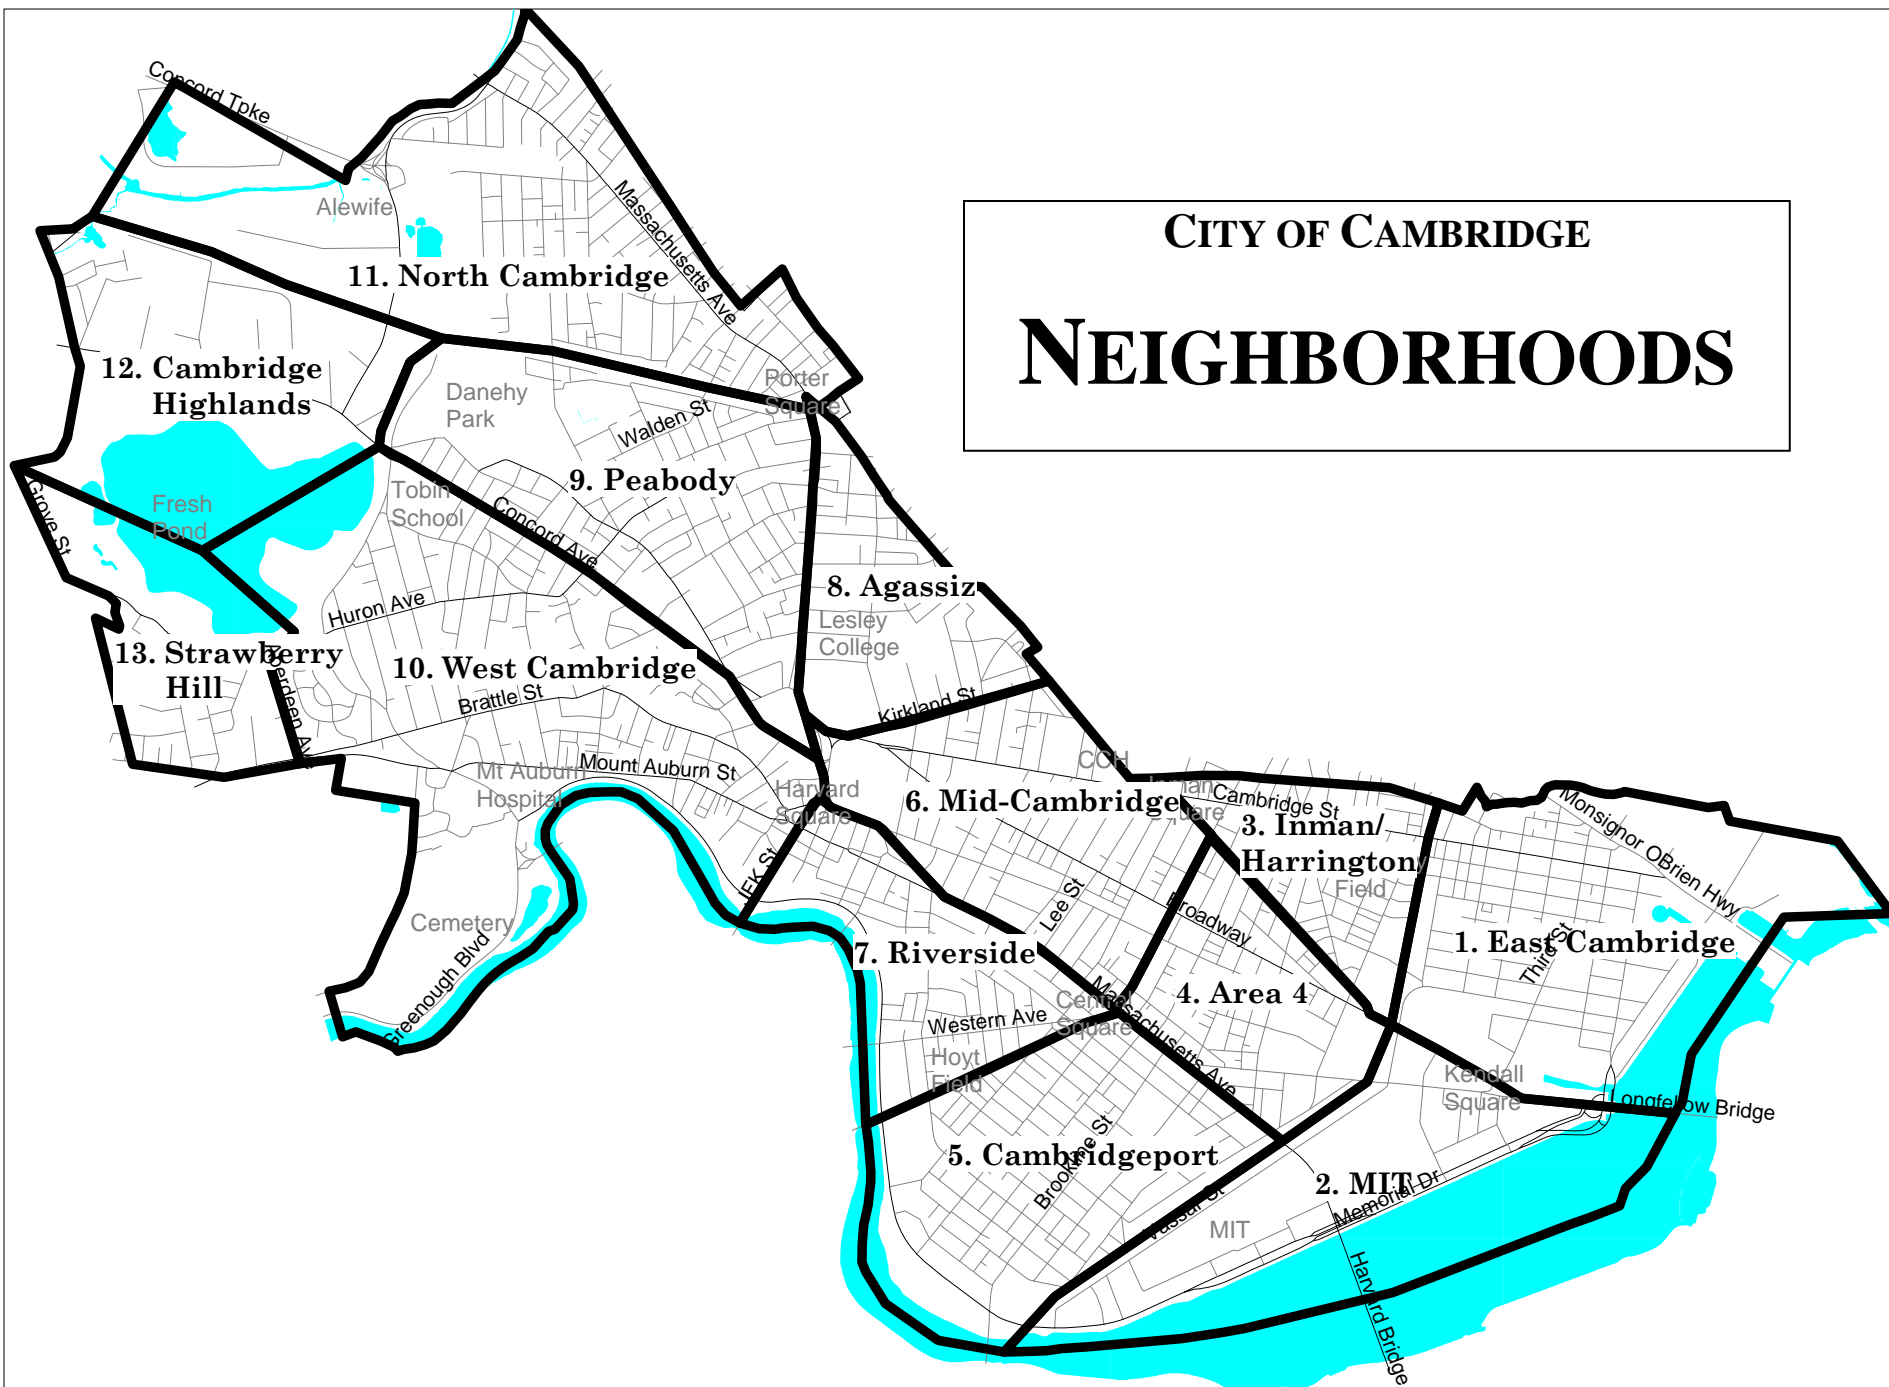 CITY OF CAMBRIDGE
NEIGHBORHOODS
Concord Tpke
Alewife
Massachusetts Ave
11. North Cambridge
12. Cambridge
Highlands
Danehy
Park
Porter
Square
Walden St
9. Peabody
Tobin
School
Concord Ave
Grove St
Fresh
Pond
8. Agassiz
Lesley
College
Huron Ave
13. Strawberry
Hill
Aberdeen Ave
10. West Cambridge
Brattle St
Kirkland St
Mount Auburn St
Mt Auburn
Hospital
Harvard
Square
CCH
6. Mid-Cambridge
Cambridge St
3. Inman/
Harrington
Field
Monsignor OBrien Hwy
JFK St
Lee St
Broadway
Cemetery
Greenough Blvd
7. Riverside
1. East Cambridge
Third St
4. Area 4
Central
Square
Massachusetts Ave
Western Ave
Hoyt
Field
Kendall
Square
Longfellow Bridge
5. Cambridgeport
Brookline St
2. MIT
Memorial Dr
Vassar St
MIT
Harvard Bridge